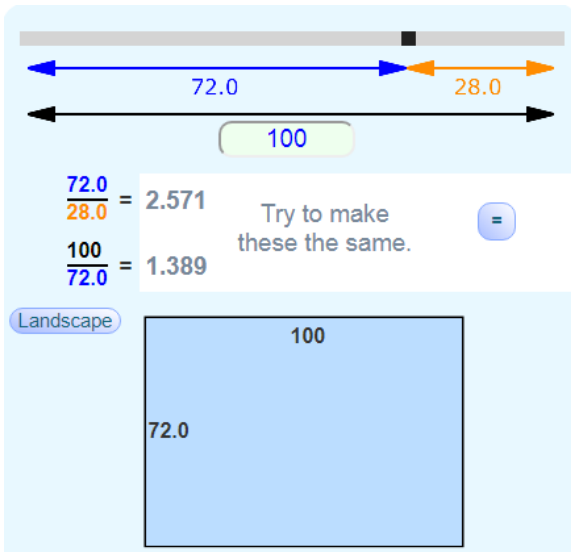 72.0 28.0
100
72.0
28.0 = 2.571
100
72.0 = 1.389
Try to make
these the same.
=
Landscape
100
72.0